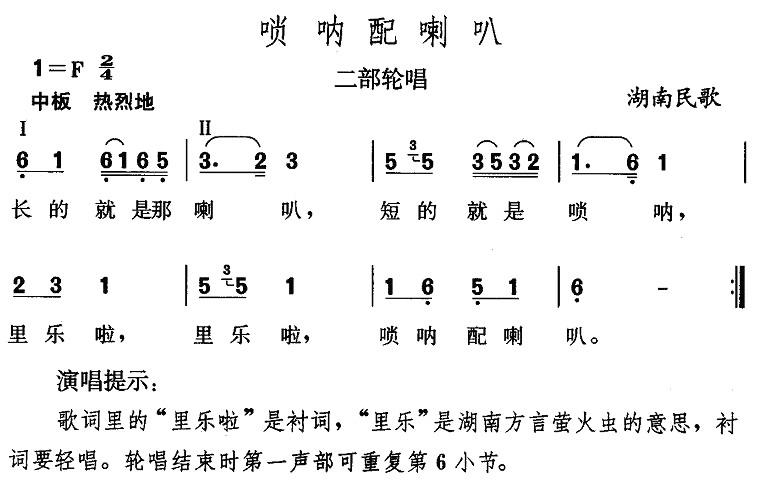 唢呐配喇叭
1=F 2/4
二部轮唱
中板 热烈地
湖南民歌
I II
6 1 6165 | 3. 2 3 | 5 3 5 3532 | 1. 6 1 |
长的就是那喇叭，短的就是唢呐，
2 3 1 | 5 3 5 1 | 1 6 5 1 | 6 - :||
里乐啦，里乐啦，唢呐配喇叭。
演唱提示：
歌词里的“里乐啦”是衬词，“里乐”是湖南方言萤火虫的意思，衬
词要轻唱。轮唱结束时第一声部可重复第6小节。